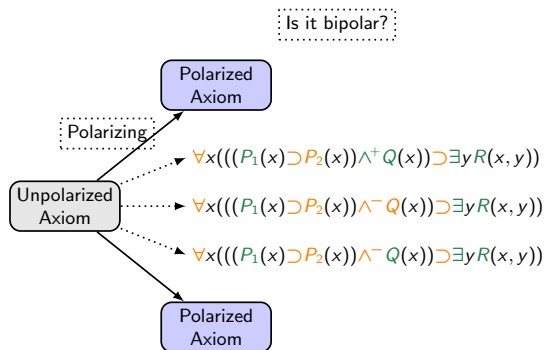 Is it bipolar?
Polarized
Axiom
Polarizing
∀x(((P₁(x)⊃P₂(x))∧⁺Q(x))⊃∃yR(x,y))
Unpolarized
Axiom
∀x(((P₁(x)⊃P₂(x))∧⁻Q(x))⊃∃yR(x,y))
∀x(((P₁(x)⊃P₂(x))∧⁻Q(x))⊃∃yR(x,y))
Polarized
Axiom